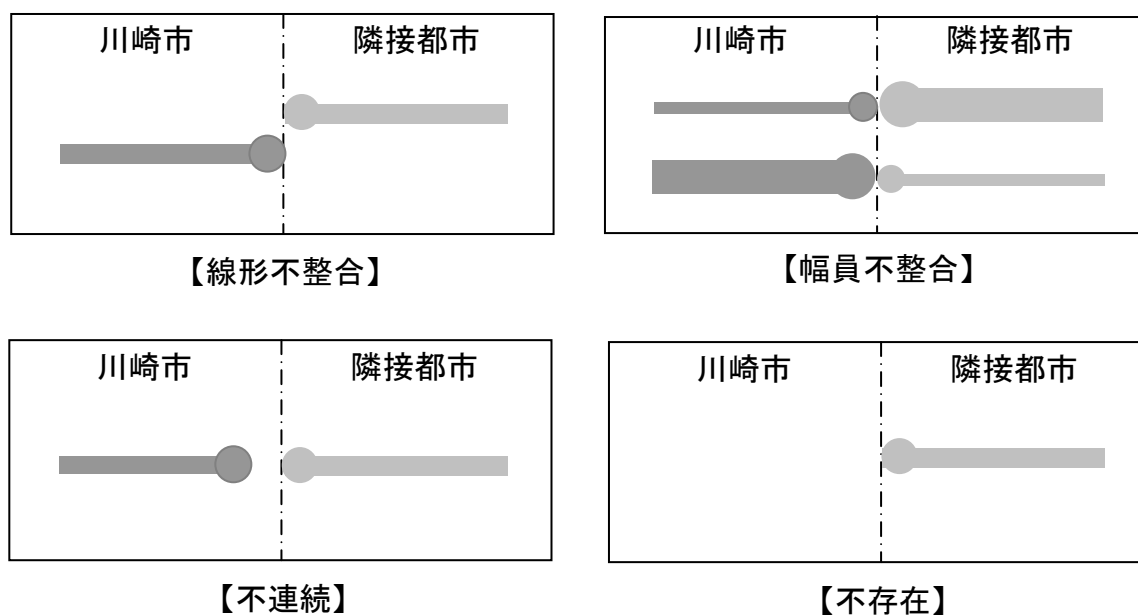 川崎市 隣接都市
【線形不整合】
川崎市 隣接都市
【幅員不整合】
川崎市 隣接都市
【不連続】
川崎市 隣接都市
【不存在】